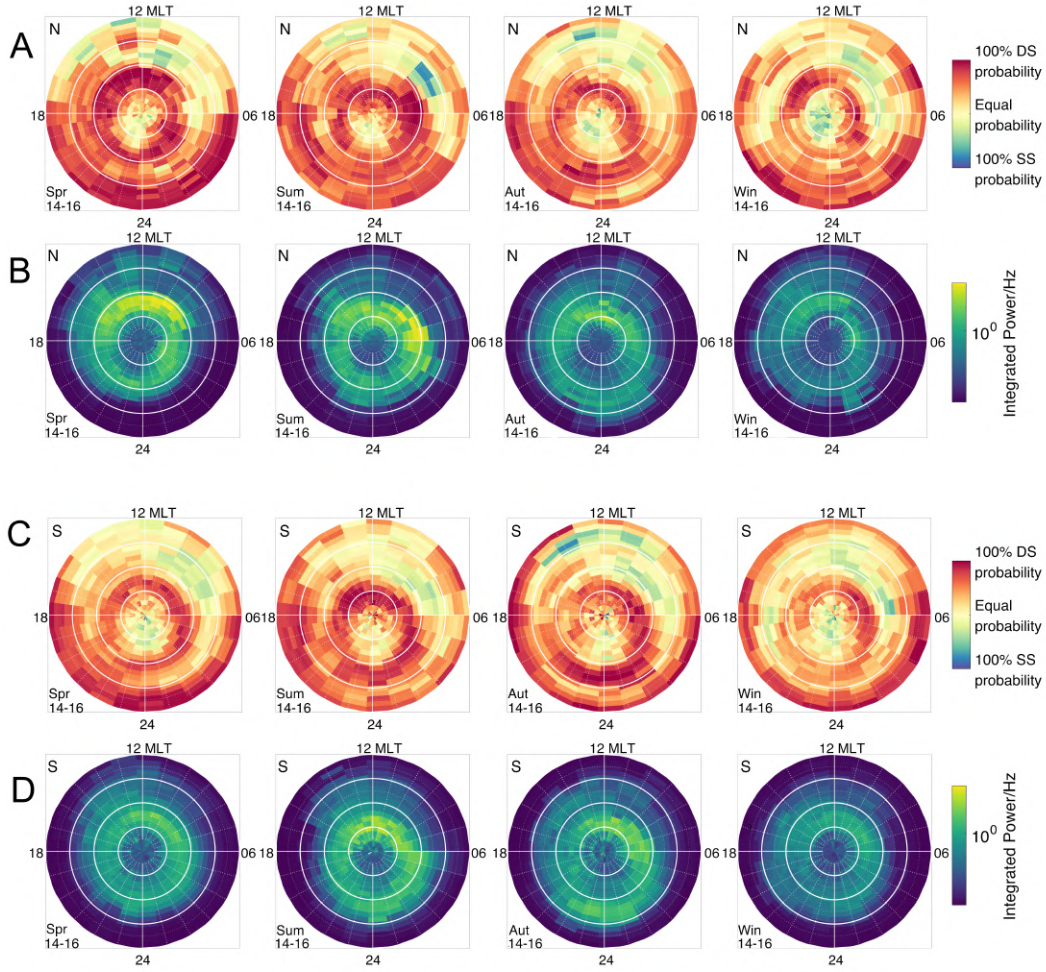 A
12 MLT
12 MLT
12 MLT
12 MLT
N
N
N
N
100% DS
probability
Equal
probability
100% SS
probability
18
06
18
06
18
06
18
06
Spr
14-16
Sum
14-16
Aut
14-16
Win
14-16
24
24
24
24
B
12 MLT
12 MLT
12 MLT
12 MLT
N
N
N
N
18
06
18
06
18
06
18
06
10^0
Integrated Power/Hz
Spr
14-16
Sum
14-16
Aut
14-16
Win
14-16
24
24
24
24
C
12 MLT
12 MLT
12 MLT
12 MLT
S
S
S
S
100% DS
probability
Equal
probability
100% SS
probability
18
06
18
06
18
06
18
06
Spr
14-16
Sum
14-16
Aut
14-16
Win
14-16
24
24
24
24
D
12 MLT
12 MLT
12 MLT
12 MLT
S
S
S
S
18
06
18
06
18
06
18
06
10^0
Integrated Power/Hz
Spr
14-16
Sum
14-16
Aut
14-16
Win
14-16
24
24
24
24